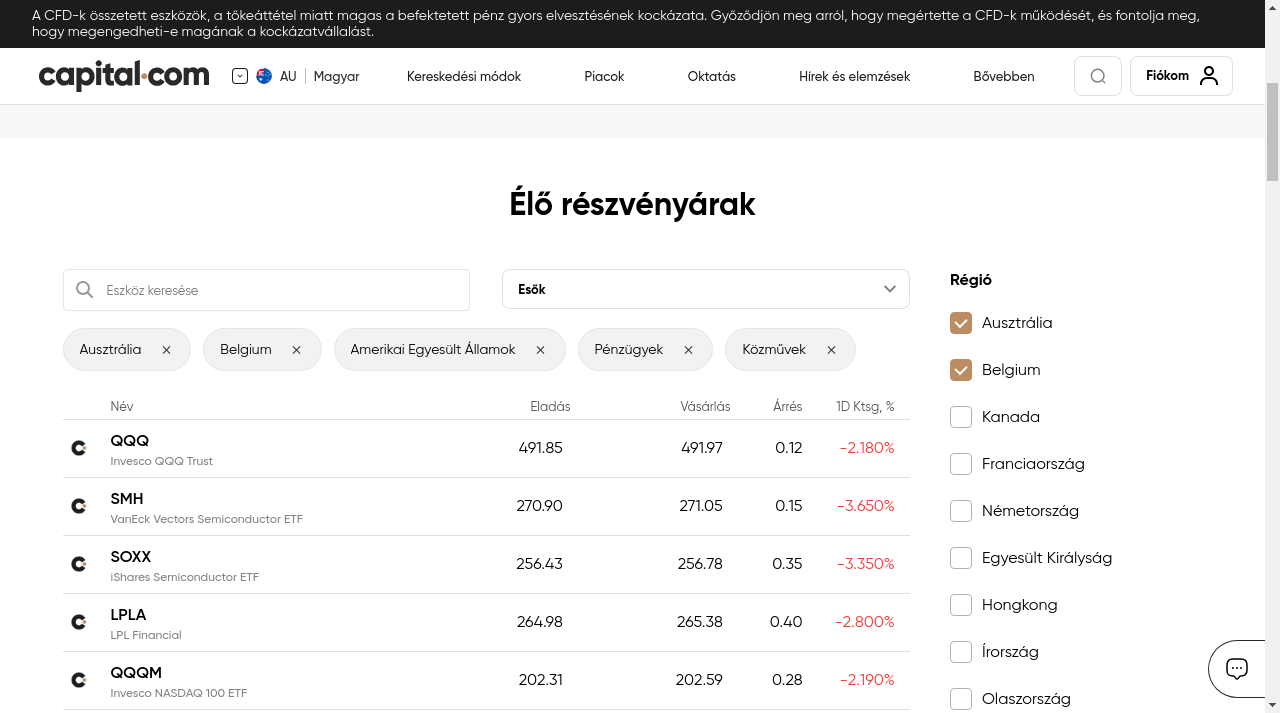 A CFD-k összetett eszközök, a tőkeáttétel miatt magas a befektetett pénz gyors elvesztésének kockázata. Győződjön meg arról, hogy megértette a CFD-k működését, és fontolja meg,
hogy megengedheti-e magának a kockázatvállalást.
capital.com
AU
Magyar
Kereskedési módok
Piacok
Oktatás
Hírek és elemzések
Bővebben
Fiókom
Élő részvényárak
Eszköz keresése
Esők
Ausztrália
Belgium
Amerikai Egyesült Államok
Pénzügyek
Közművek
Név Eladás Vásárlás Árrés 1D Ktsg, %
QQQ 491.85 491.97 0.12 -2.180%
Invesco QQQ Trust
SMH 270.90 271.05 0.15 -3.650%
VanEck Vectors Semiconductor ETF
SOXX 256.43 256.78 0.35 -3.350%
iShares Semiconductor ETF
LPLA 264.98 265.38 0.40 -2.800%
LPL Financial
QQQM 202.31 202.59 0.28 -2.190%
Invesco NASDAQ 100 ETF
Régió
Ausztrália
Belgium
Kanada
Franciaország
Németország
Egyesült Királyság
Hongkong
Írország
Olaszország